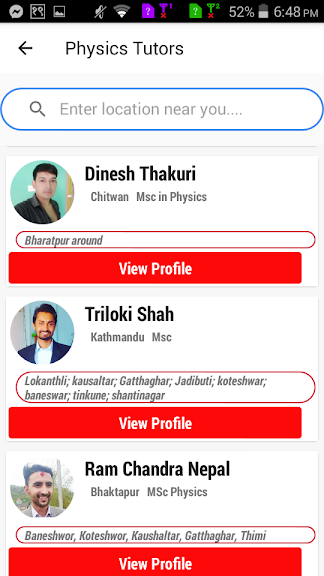 52% 6:48 PM
Physics Tutors
Enter location near you....
Dinesh Thakuri
Chitwan Msc in Physics
Bharatpur around
View Profile
Triloki Shah
Kathmandu Msc
Lokanthli; kausaltar; Gatthaghar; Jadibuti; koteshwar;
baneswar; tinkune; shantinagar
View Profile
Ram Chandra Nepal
Bhaktapur MSc Physics
Baneshwor, Koteshwor, Kaushaltar, Gatthaghar, Thimi
View Profile